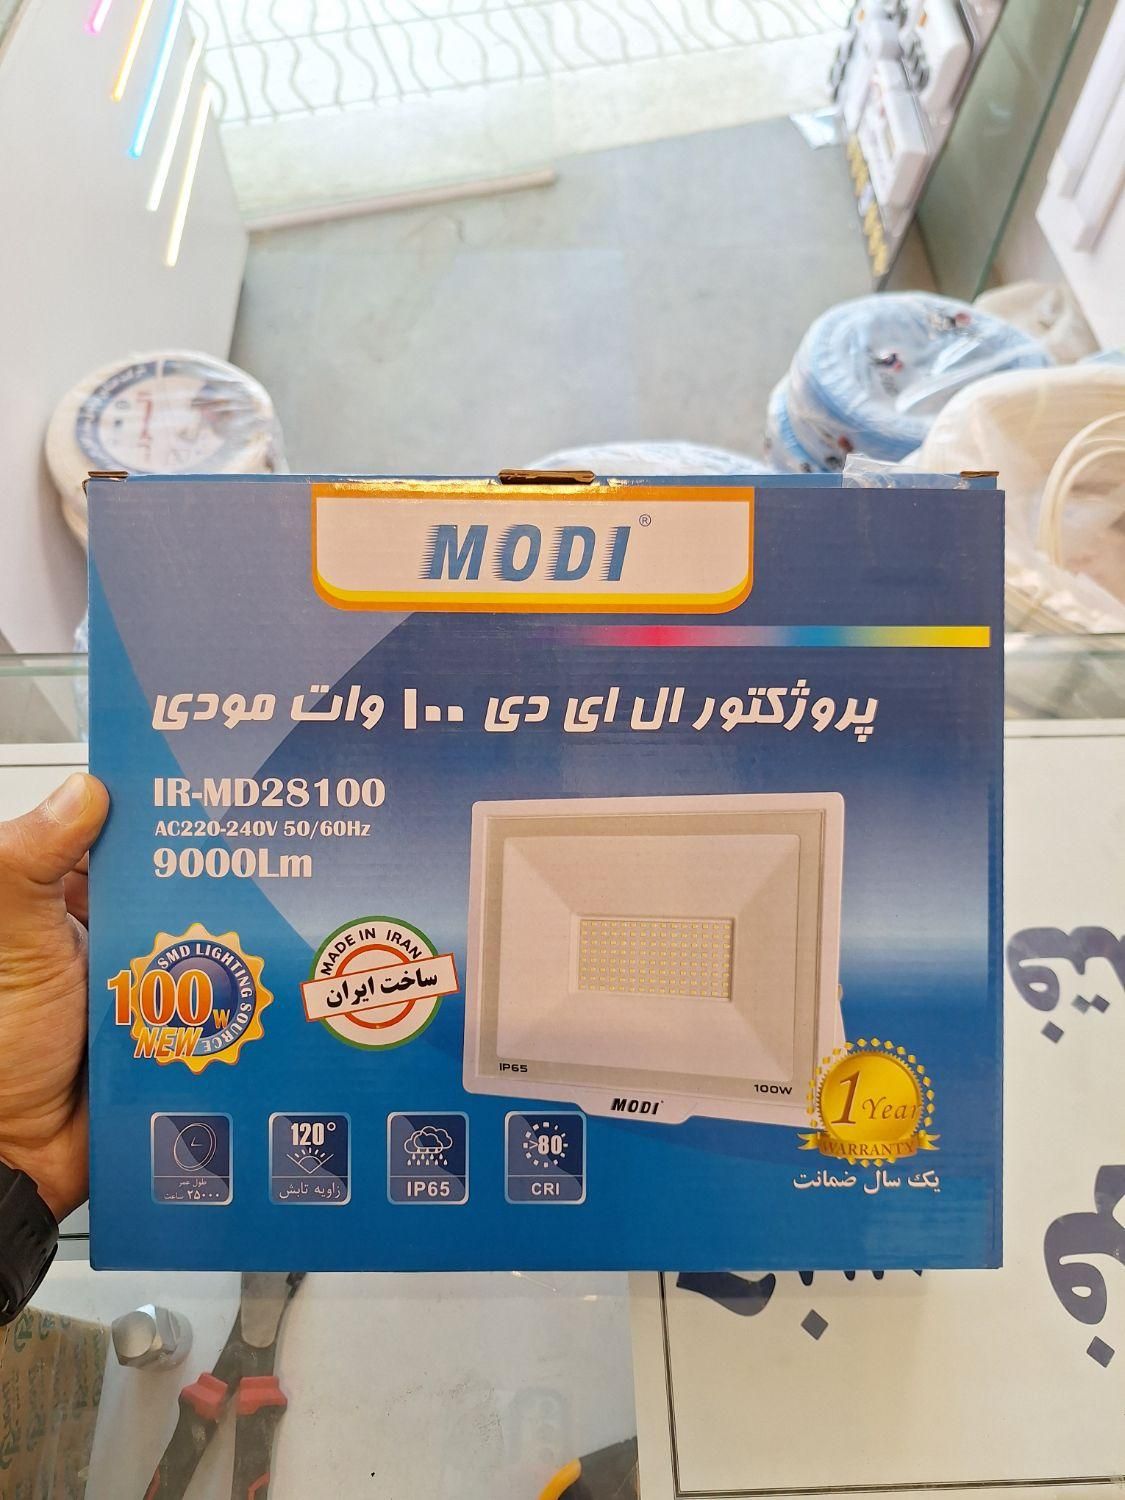 MODI®
پروژکتور ال ای دی ۱۰۰ وات مودی
IR-MD28100
AC220-240V 50/60Hz
9000Lm
SMD LIGHTING SOURCE
100W
NEW
MADE IN IRAN
ساخت ایران
IP65
100W
MODI
1 Year
WARRANTY
یک سال ضمانت
طول عمر
۲۵۰۰۰ ساعت
120°
زاویه تابش
IP65
>80
CRI